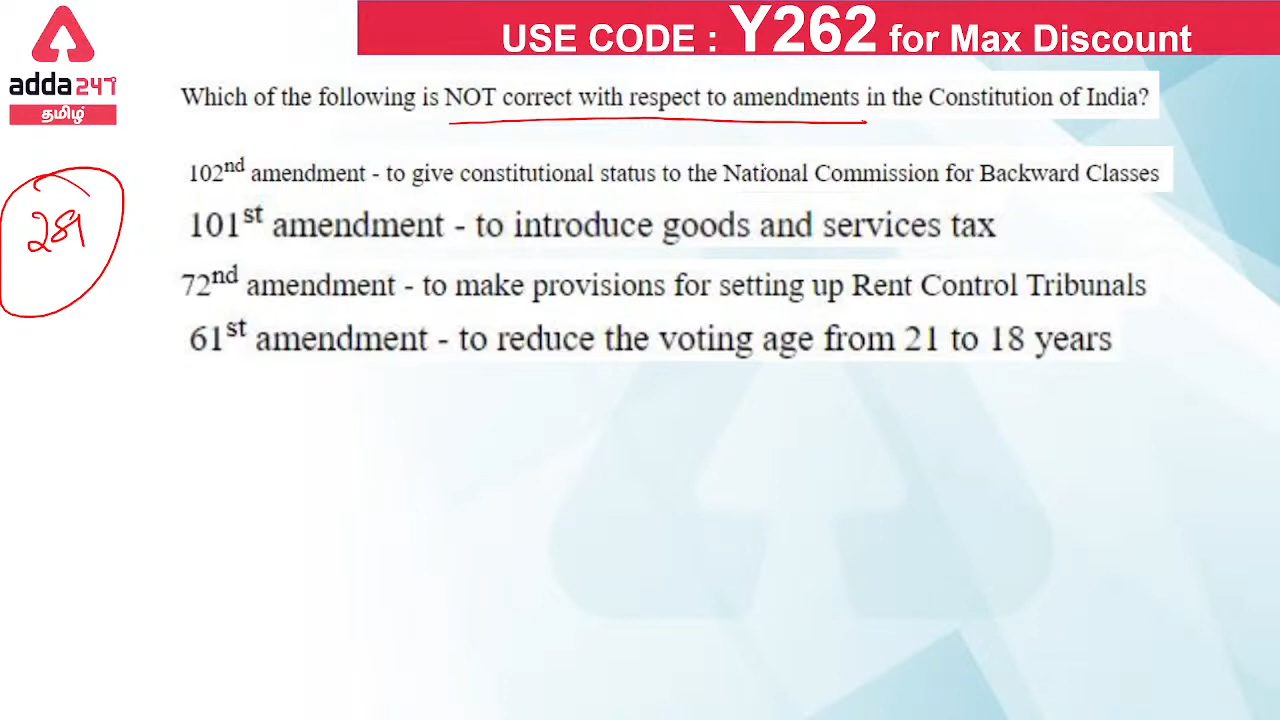 USE CODE : Y262 for Max Discount
adda247
தமிழ்
Which of the following is NOT correct with respect to amendments in the Constitution of India?
102nd amendment - to give constitutional status to the National Commission for Backward Classes
101st amendment - to introduce goods and services tax
289
72nd amendment - to make provisions for setting up Rent Control Tribunals
61st amendment - to reduce the voting age from 21 to 18 years